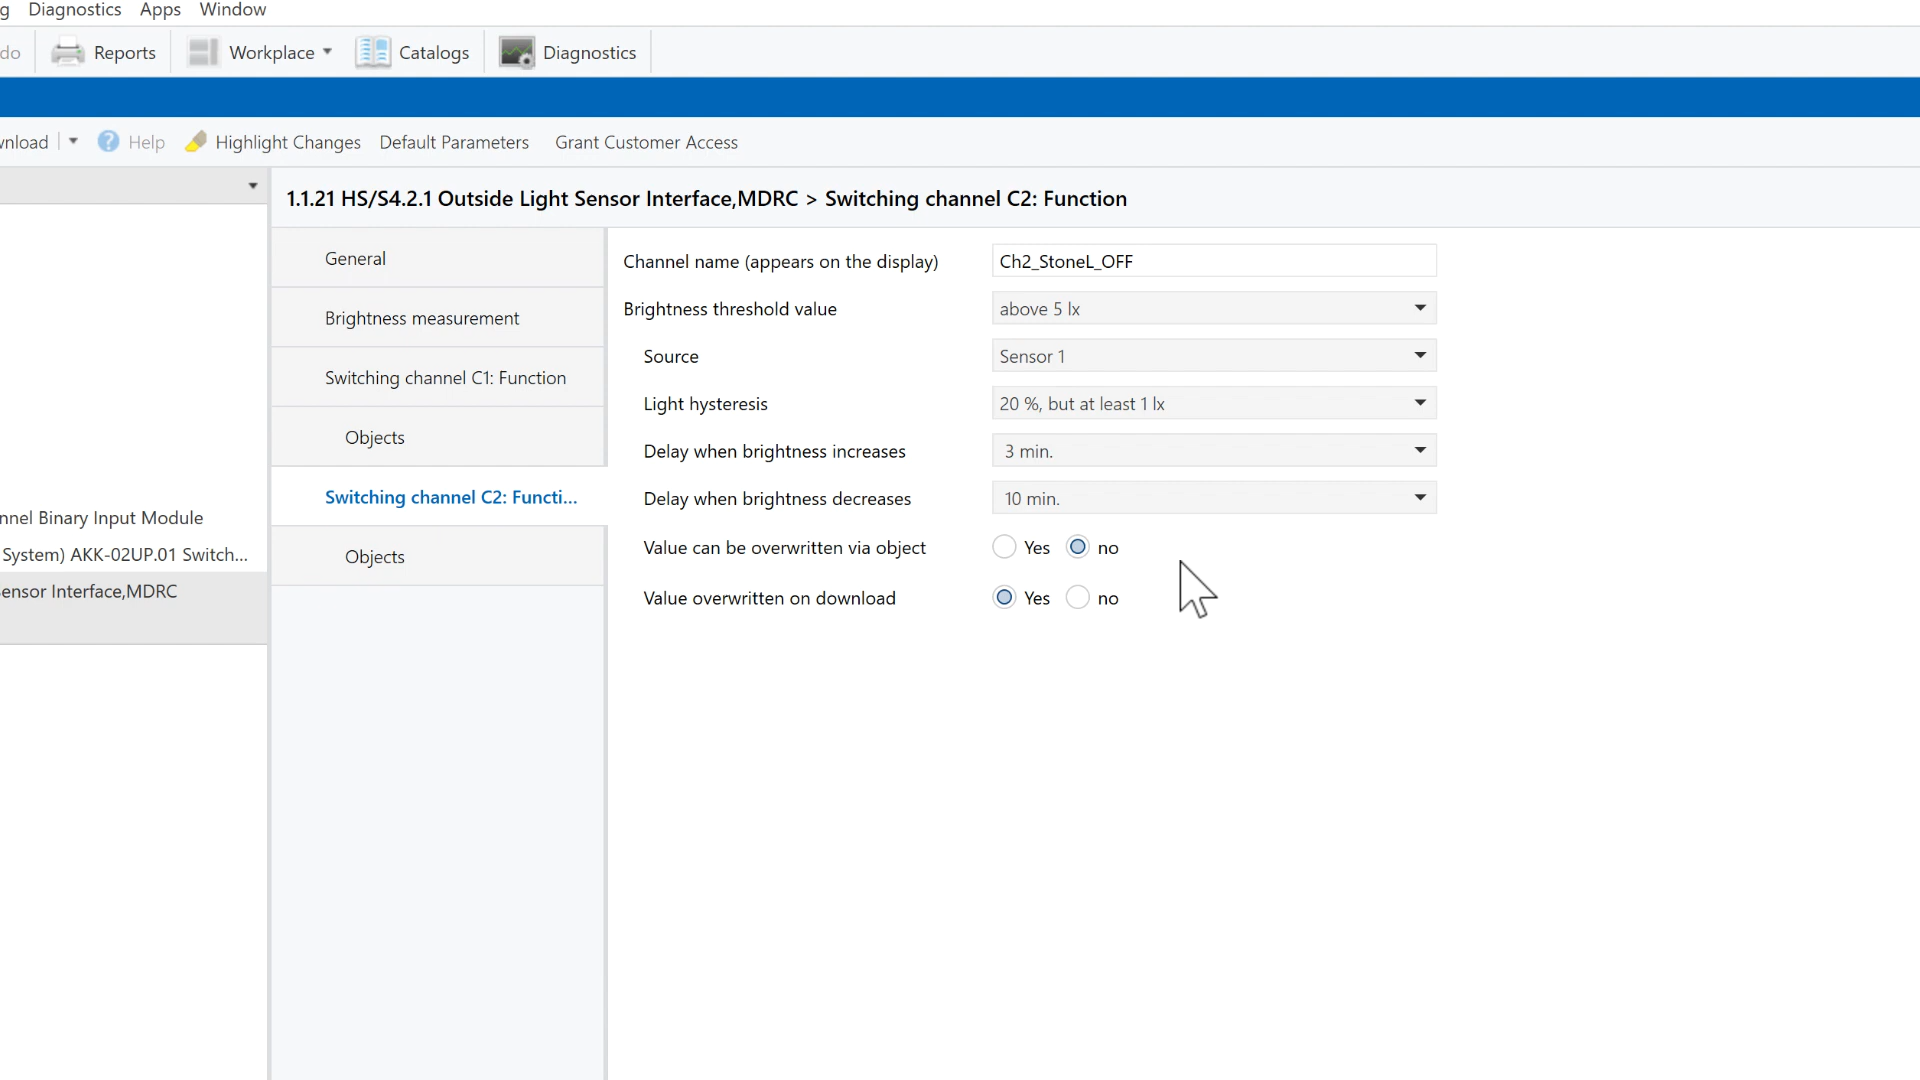 g Diagnostics Apps Window
do Reports Workplace Catalogs Diagnostics
wnload Help Highlight Changes Default Parameters Grant Customer Access
1.1.21 HS/S4.2.1 Outside Light Sensor Interface,MDRC > Switching channel C2: Function
General
Brightness measurement
Switching channel C1: Function
Objects
Switching channel C2: Functi...
Objects
nnel Binary Input Module
System) AKK-02UP.01 Switch...
ensor Interface,MDRC
Channel name (appears on the display) Ch2_StoneL_OFF
Brightness threshold value above 5 lx
Source Sensor 1
Light hysteresis 20 %, but at least 1 lx
Delay when brightness increases 3 min.
Delay when brightness decreases 10 min.
Value can be overwritten via object Yes no
Value overwritten on download Yes no